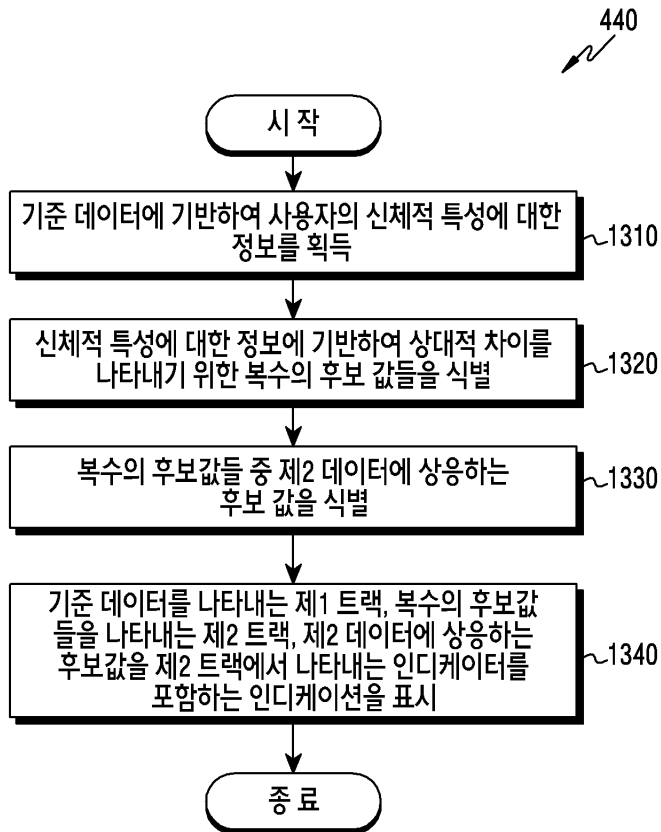 440
시 작
기준 데이터에 기반하여 사용자의 신체적 특성에 대한
정보를 획득
1310
신체적 특성에 대한 정보에 기반하여 상대적 차이를
나타내기 위한 복수의 후보 값들을 식별
1320
복수의 후보값들 중 제2 데이터에 상응하는
후보 값을 식별
1330
기준 데이터를 나타내는 제1 트랙, 복수의 후보값
들을 나타내는 제2 트랙, 제2 데이터에 상응하는
후보값을 제2 트랙에서 나타내는 인디케이터를
포함하는 인디케이션을 표시
1340
종 료